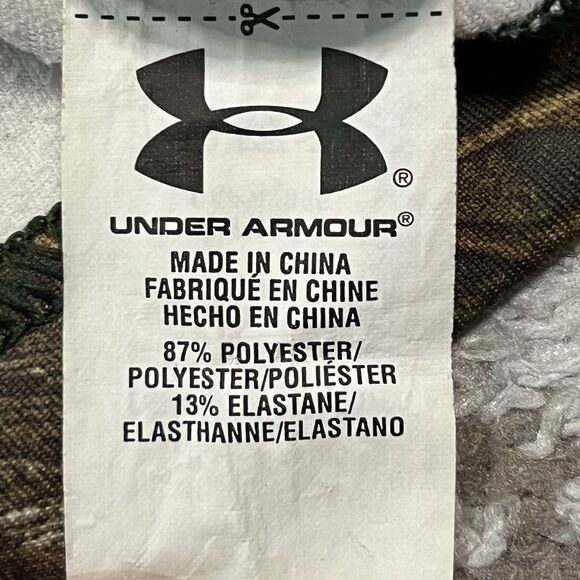 ®
UNDER ARMOUR®
MADE IN CHINA
FABRIQUÉ EN CHINE
HECHO EN CHINA
87% POLYESTER/
POLYESTER/POLIÉSTER
13% ELASTANE/
ELASTHANNE/ELASTANO